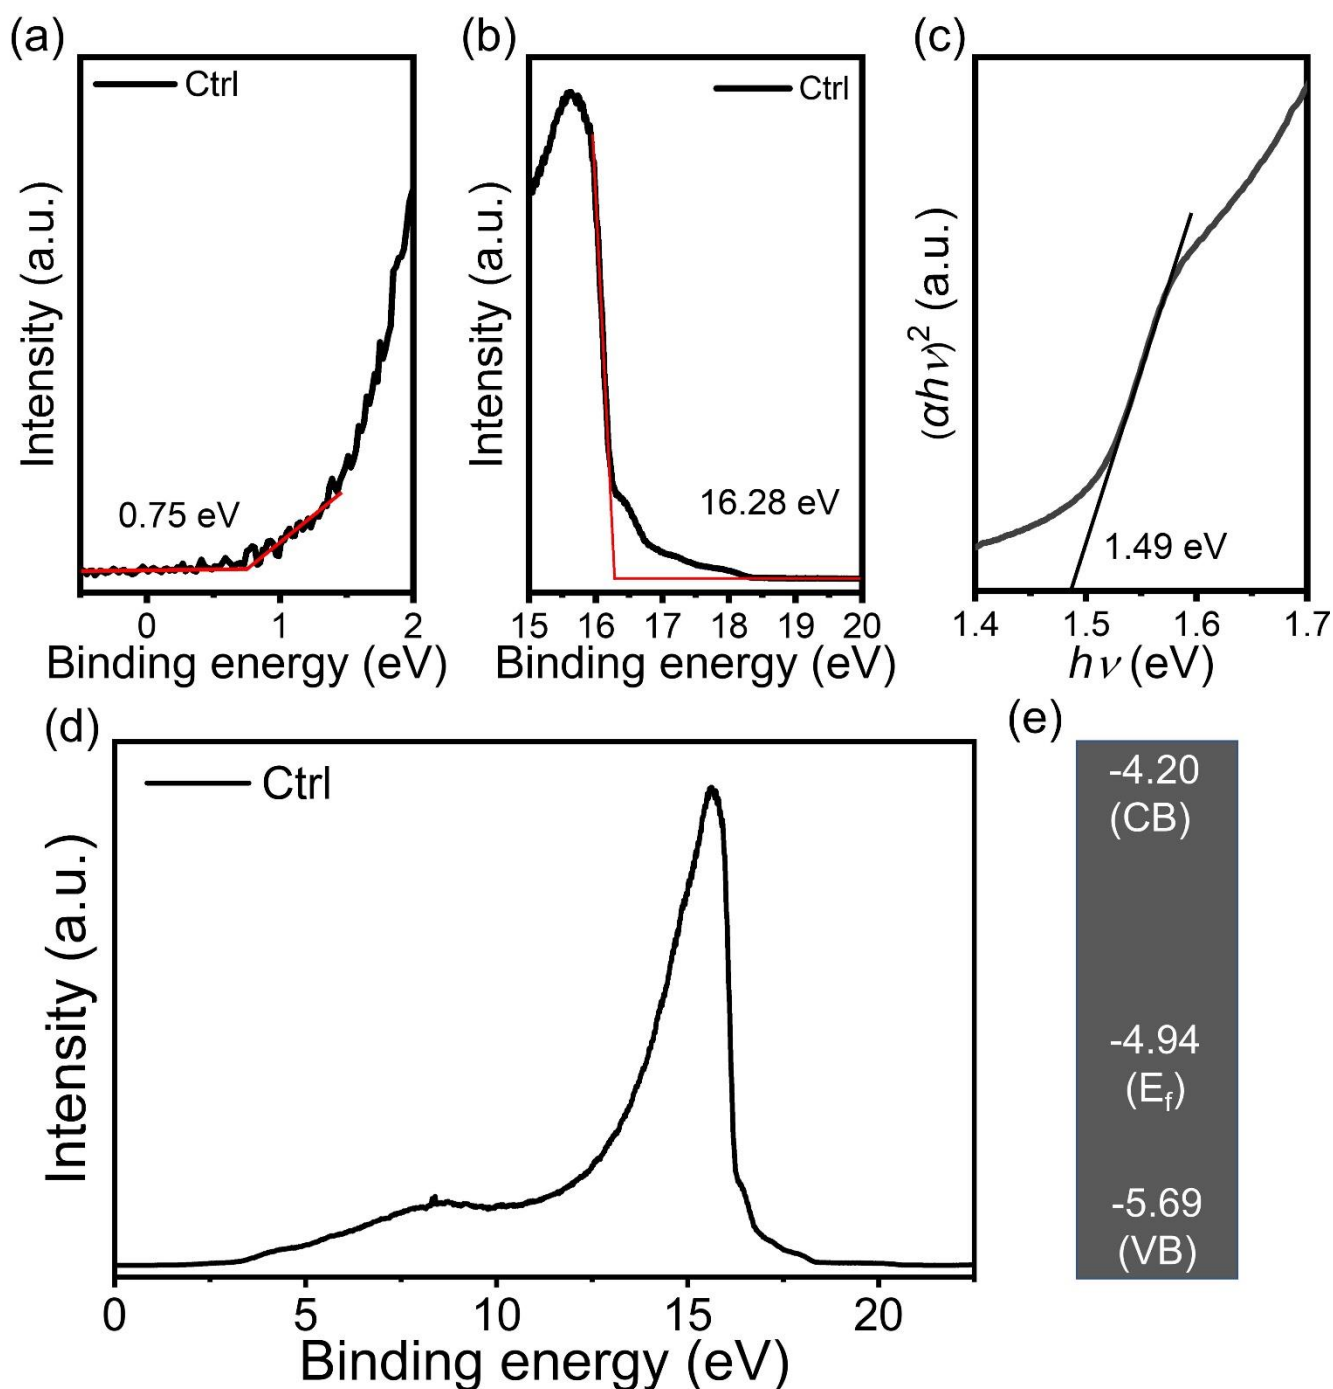 (a)
Ctrl
Intensity (a.u.)
0.75 eV
0 1 2
Binding energy (eV)
(b)
Ctrl
Intensity (a.u.)
16.28 eV
15 16 17 18 19 20
Binding energy (eV)
(c)
(αhν)²  (a.u.)
1.49 eV
1.4 1.5 1.6 1.7
hν (eV)
(d)
Ctrl
Intensity (a.u.)
0 5 10 15 20
Binding energy (eV)
(e)
-4.20
(CB)
-4.94
(E_f)
-5.69
(VB)